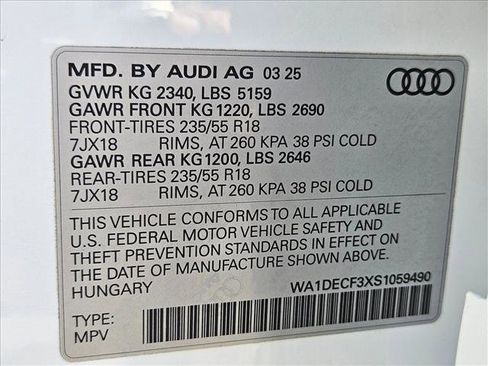 MFD. BY AUDI AG 03 25
GVWR KG 2340, LBS 5159
GAWR FRONT KG 1220, LBS 2690
FRONT-TIRES 235/55 R18
7JX18 RIMS, AT 260 KPA 38 PSI COLD
GAWR REAR KG 1200, LBS 2646
REAR-TIRES 235/55 R18
7JX18 RIMS, AT 260 KPA 38 PSI COLD
THIS VEHICLE CONFORMS TO ALL APPLICABLE
U.S. FEDERAL MOTOR VEHICLE SAFETY AND
THEFT PREVENTION STANDARDS IN EFFECT ON
THE DATE OF MANUFACTURE SHOWN ABOVE.
HUNGARY
WA1DECF3XS1059490
TYPE:
MPV